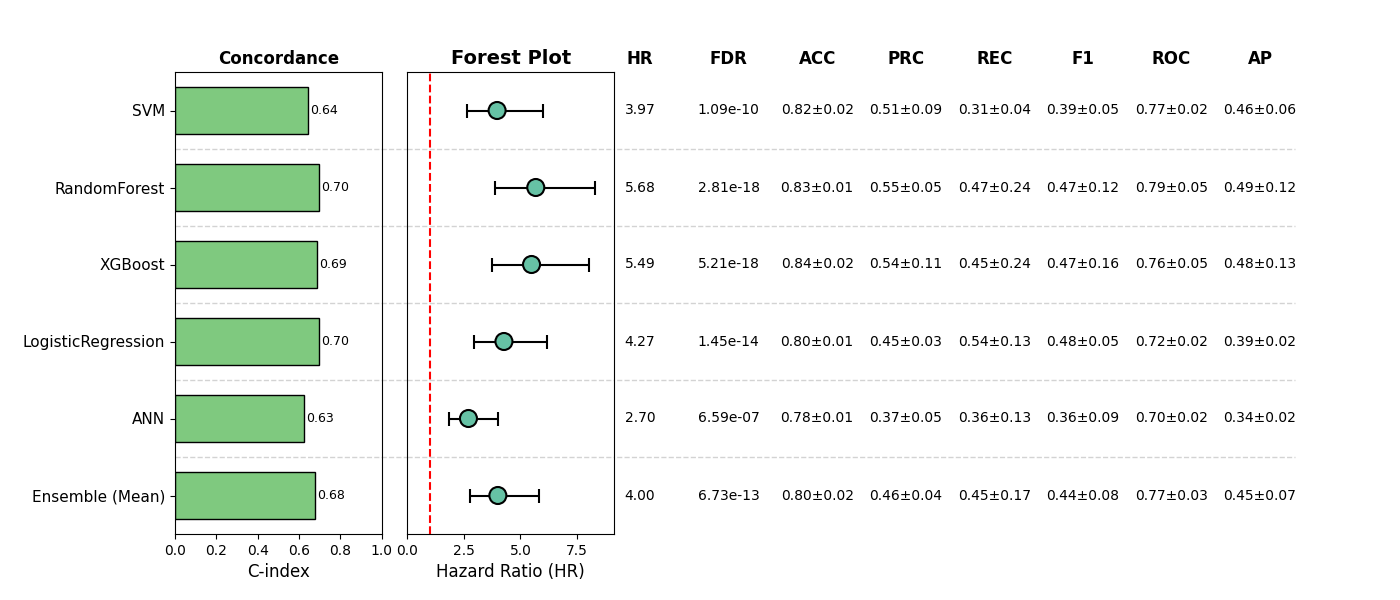 Concordance Forest Plot HR FDR ACC PRC REC F1 ROC AP
SVM 0.64 3.97 1.09e-10 0.82±0.02 0.51±0.09 0.31±0.04 0.39±0.05 0.77±0.02 0.46±0.06
RandomForest 0.70 5.68 2.81e-18 0.83±0.01 0.55±0.05 0.47±0.24 0.47±0.12 0.79±0.05 0.49±0.12
XGBoost 0.69 5.49 5.21e-18 0.84±0.02 0.54±0.11 0.45±0.24 0.47±0.16 0.76±0.05 0.48±0.13
LogisticRegression 0.70 4.27 1.45e-14 0.80±0.01 0.45±0.03 0.54±0.13 0.48±0.05 0.72±0.02 0.39±0.02
ANN 0.63 2.70 6.59e-07 0.78±0.01 0.37±0.05 0.36±0.13 0.36±0.09 0.70±0.02 0.34±0.02
Ensemble (Mean) 0.68 4.00 6.73e-13 0.80±0.02 0.46±0.04 0.45±0.17 0.44±0.08 0.77±0.03 0.45±0.07
0.0 0.2 0.4 0.6 0.8 1.0 0.0 2.5 5.0 7.5
C-index Hazard Ratio (HR)